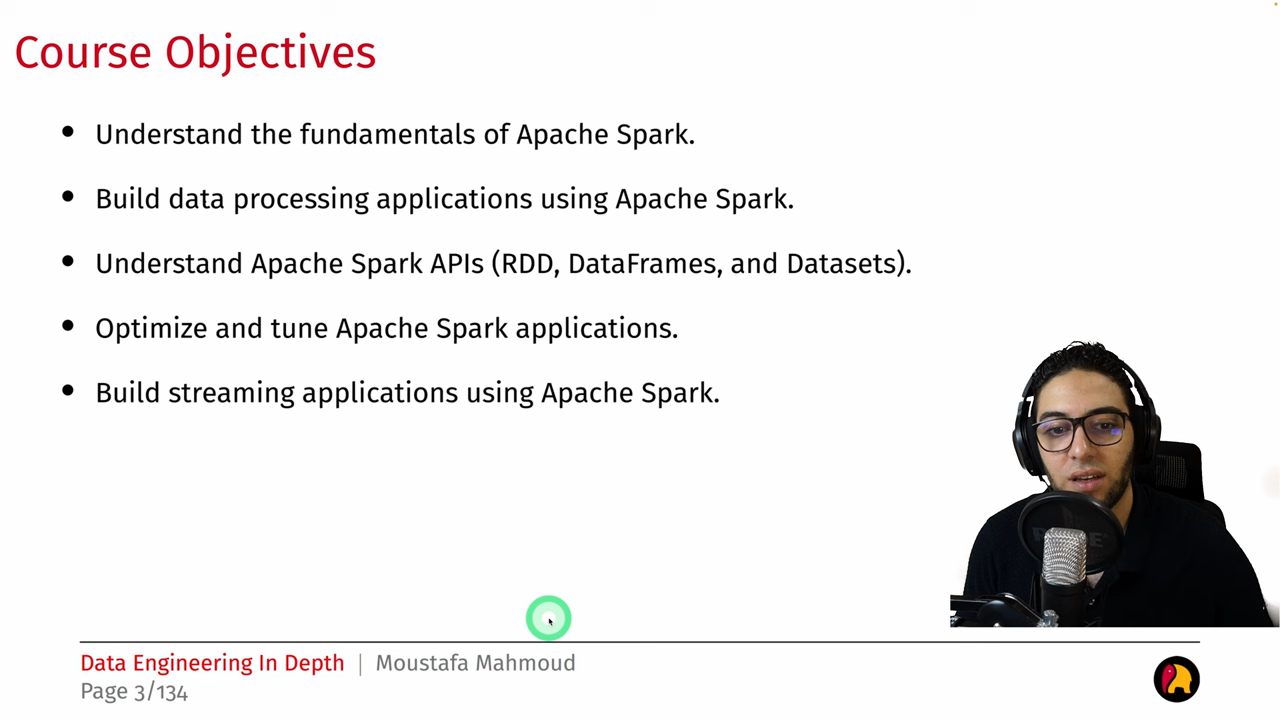 Course Objectives
• Understand the fundamentals of Apache Spark.
• Build data processing applications using Apache Spark.
• Understand Apache Spark APIs (RDD, DataFrames, and Datasets).
• Optimize and tune Apache Spark applications.
• Build streaming applications using Apache Spark.
Data Engineering In Depth | Moustafa Mahmoud
Page 3/134